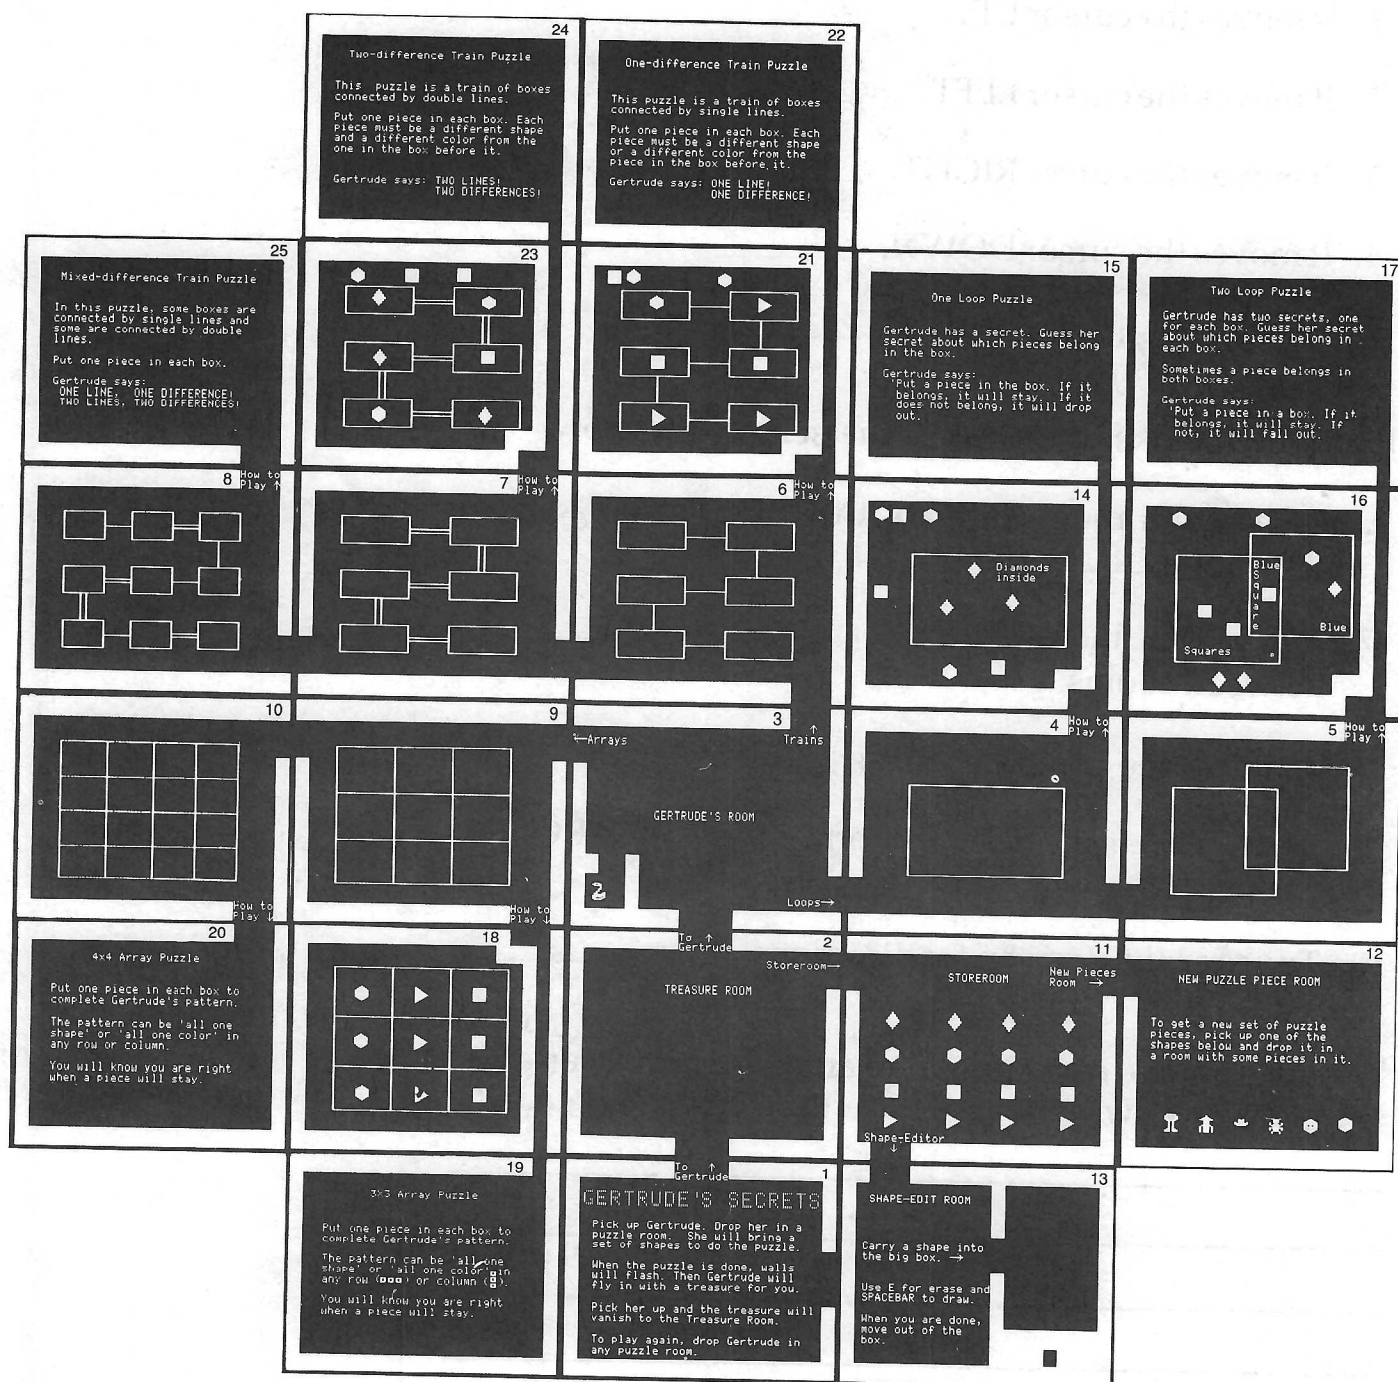 24
Two-difference Train Puzzle
This puzzle is a train of boxes
connected by double lines.
Put one piece in each box. Each
piece must be a different shape
and a different color from the
one in the box before it.
Gertrude says: TWO LINES!
TWO DIFFERENCES!
22
One-difference Train Puzzle
This puzzle is a train of boxes
connected by single lines.
Put one piece in each box. Each
piece must be a different shape
or a different color from the
piece in the box before it.
Gertrude says: ONE LINE!
ONE DIFFERENCE!
25
Mixed-difference Train Puzzle
In this puzzle, some boxes are
connected by single lines and
some are connected by double
lines.
Put one piece in each box.
Gertrude says:
ONE LINE, ONE DIFFERENCE!
TWO LINES, TWO DIFFERENCES!
23
21
15
One Loop Puzzle
Gertrude has a secret. Guess her
secret about which pieces belong
in the box.
Gertrude says:
'Put a piece in the box. If it
belongs, it will stay. If it
does not belong, it will drop
out.
17
Two Loop Puzzle
Gertrude has two secrets, one
for each box. Guess her secret
about which pieces belong in
each box.
Sometimes a piece belongs in
both boxes.
Gertrude says:
'Put a piece in a box. If it
belongs, it will stay. If
not, it will fall out.
8
How to
Play ↑
7
How to
Play ↑
6
How to
Play ↑
14
Diamonds
inside
16
Blue
Square
Blue
Squares
10
9
3
←Arrays
↑
Trains
GERTRUDE'S ROOM
2
Loops→
4
How to
Play ↑
5
How to
Play ↑
How to
Play ↓
How to
Play ↓
20
4x4 Array Puzzle
Put one piece in each box to
complete Gertrude's pattern.
The pattern can be 'all one
shape' or 'all one color' in
any row or column.
You will know you are right
when a piece will stay.
18
To ↑
Gertrude
2
Storeroom→
TREASURE ROOM
11
STOREROOM
New Pieces
Room →
Shape-Editor
↓
12
NEW PUZZLE PIECE ROOM
To get a new set of puzzle
pieces, pick up one of the
shapes below and drop it in
a room with some pieces in it.
19
3x3 Array Puzzle
Put one piece in each box to
complete Gertrude's pattern.
The pattern can be 'all one
shape' or 'all one color' in
any row or column.
You will know you are right
when a piece will stay.
To ↑
Gertrude
1
GERTRUDE'S SECRETS
Pick up Gertrude. Drop her in a
puzzle room. She will bring a
set of shapes to do the puzzle.
When the puzzle is done, walls
will flash. Then Gertrude will
fly in with a treasure for you.
Pick her up and the treasure will
vanish to the Treasure Room.
To play again, drop Gertrude in
any puzzle room.
13
SHAPE-EDIT ROOM
Carry a shape into
the big box. →
Use E for erase and
SPACEBAR to draw.
When you are done,
move out of the
box.